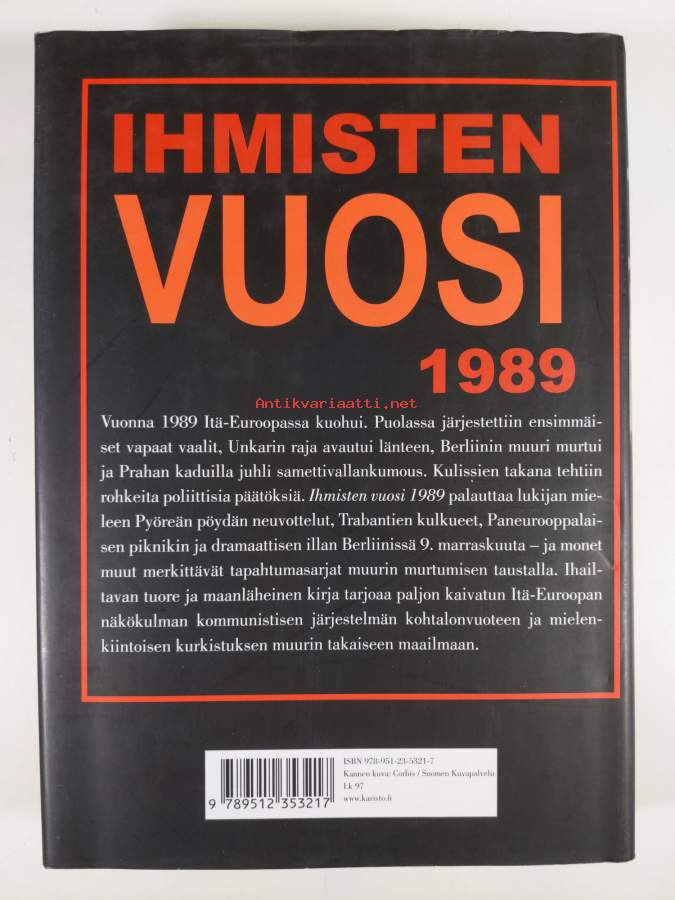 IHMISTEN
VUOSI
1989
Antikvariaatti.net
Vuonna 1989 Itä-Euroopassa kuohui. Puolassa järjestettiin ensimmäi-
set vapaat vaalit, Unkarin raja avautui länteen, Berliinin muuri murtui
ja Prahan kaduilla juhli samettivallankumous. Kulissien takana tehtiin
rohkeita poliittisia päätöksiä. Ihmisten vuosi 1989 palauttaa lukijan mie-
leen Pyöreän pöydän neuvottelut, Trabantien kulkueet, Paneurooppalai-
sen piknikin ja dramaattisen illan Berliinissä 9. marraskuuta – ja monet
muut merkittävät tapahtumasarjat muurin murtumisen taustalla. Ihail-
tavan tuore ja maanläheinen kirja tarjoaa paljon kaivatun Itä-Euroopan
näkökulman kommunistisen järjestelmän kohtalonvuoteen ja mielen-
kiintoisen kurkistuksen muurin takaiseen maailmaan.
ISBN 978-951-23-5321-7
Kannen kuva: Corbis / Suomen Kuvapalvelu
Lk 97
www.karisto.fi
9 789512 353217